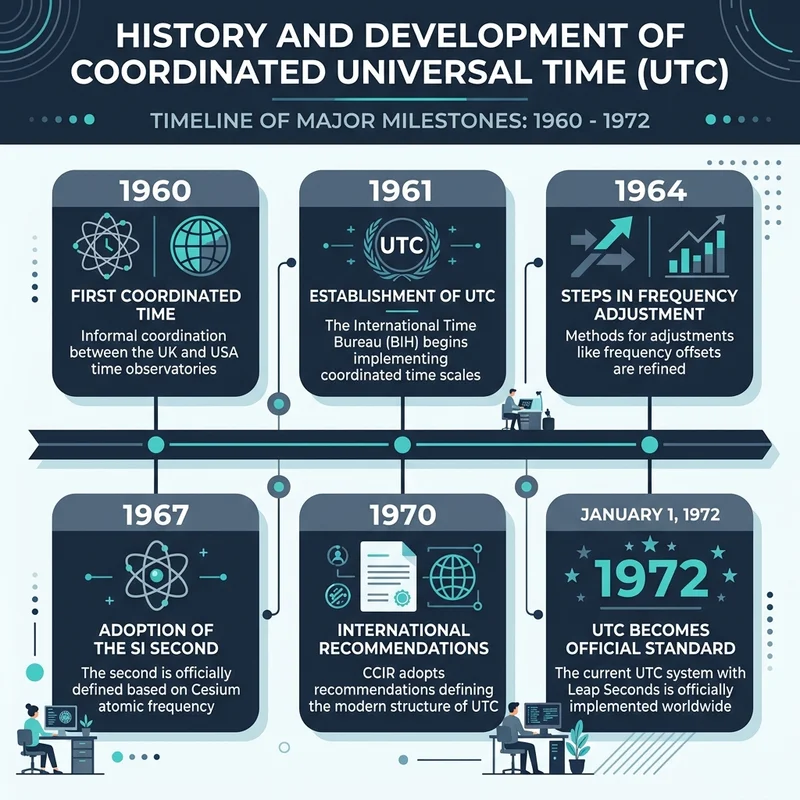 HISTORY AND DEVELOPMENT OF
COORDINATED UNIVERSAL TIME (UTC)
TIMELINE OF MAJOR MILESTONES: 1960 - 1972
1960
FIRST COORDINATED
TIME
Informal coordination
between the UK and USA
time observatories
1961
UTC
ESTABLISHMENT OF UTC
The International Time
Bureau (BIH) begins
implementing
coordinated time scales
1964
STEPS IN FREQUENCY
ADJUSTMENT
Methods for adjustments
like frequency offsets
are refined
1967
ADOPTION OF
THE SI SECOND
The second is officially
defined based on Cesium
atomic frequency
1970
INTERNATIONAL
RECOMMENDATIONS
CCIR adopts
recommendations defining
the modern structure of UTC
JANUARY 1, 1972
1972
UTC BECOMES
OFFICIAL STANDARD
The current UTC system with
Leap Seconds is officially
implemented worldwide